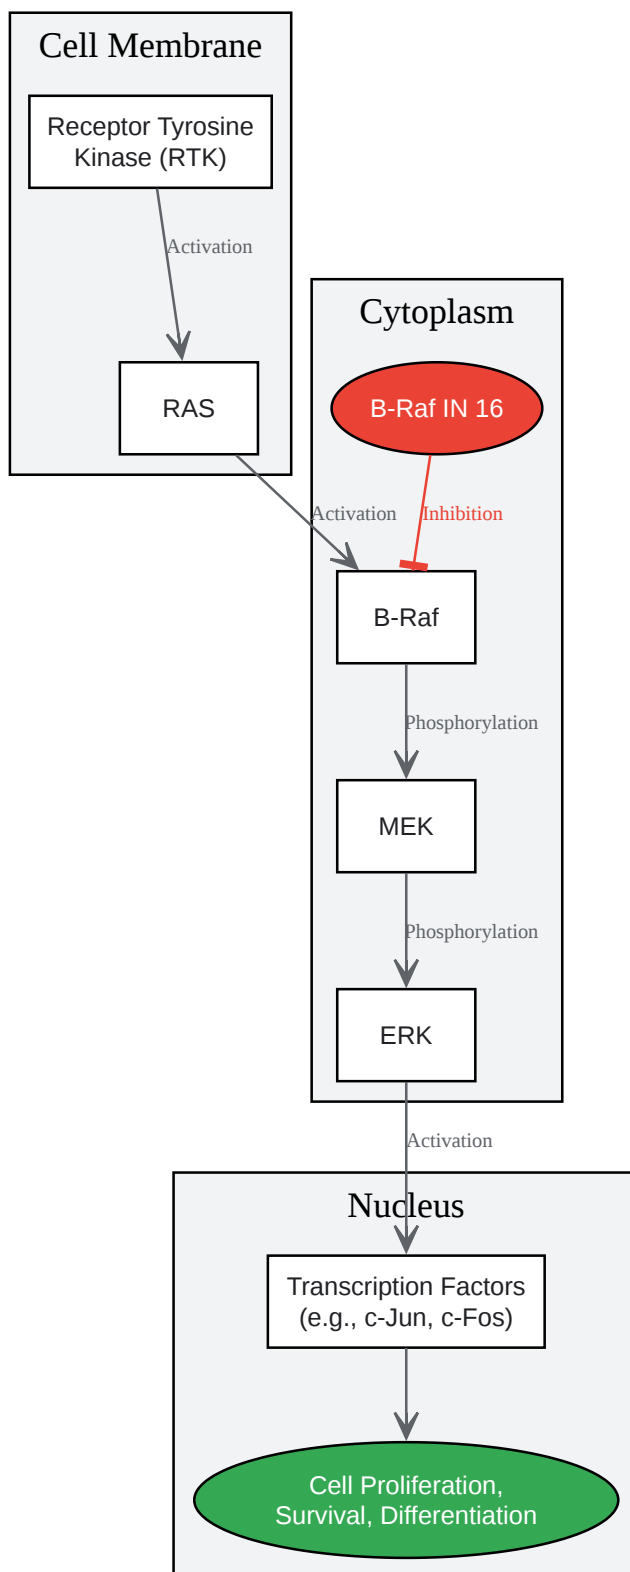 Cell Membrane
Receptor Tyrosine
Kinase (RTK)
Activation
RAS
Cytoplasm
B-Raf IN 16
Activation
Inhibition
B-Raf
Phosphorylation
MEK
Phosphorylation
ERK
Activation
Nucleus
Transcription Factors
(e.g., c-Jun, c-Fos)
Cell Proliferation,
Survival, Differentiation